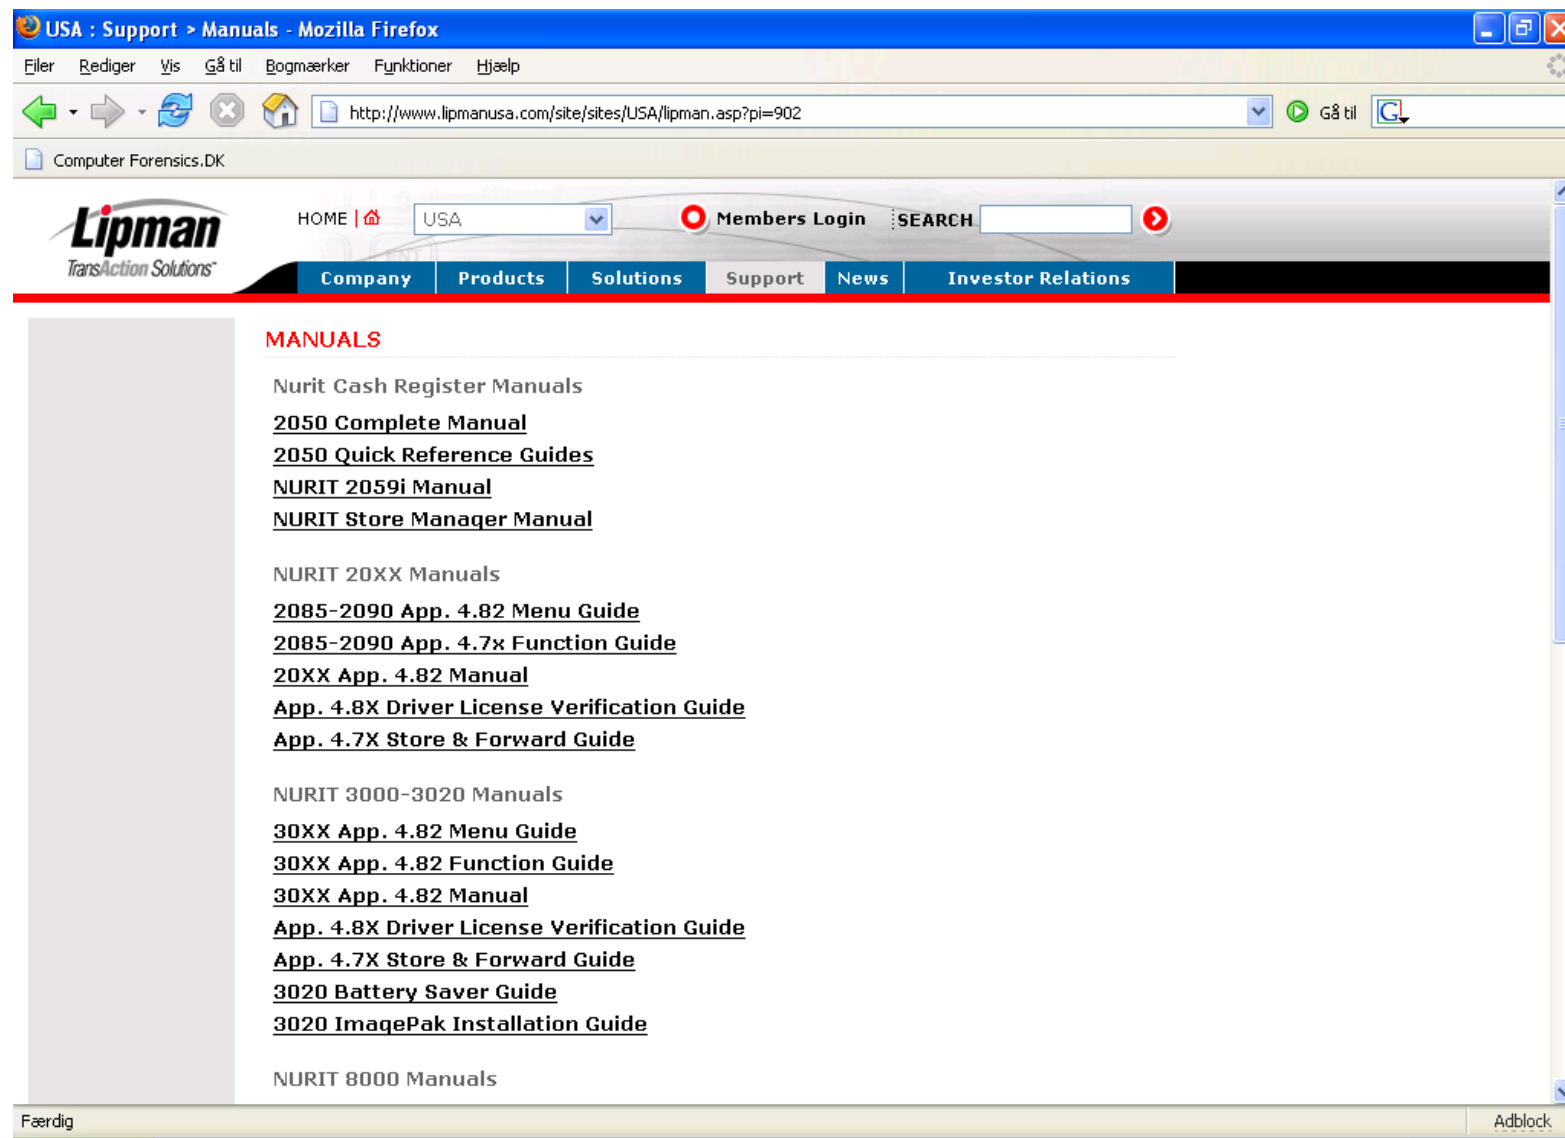 USA : Support > Manuals - Mozilla Firefox
Filer Rediger Vis Gå til Bogmærker Funktioner Hjælp
http://www.lipmanusa.com/site/sites/USA/lipman.asp?pi=902 Gå til G
Computer Forensics.DK
Lipman
TransAction Solutions
HOME | USA Members Login SEARCH
Company Products Solutions Support News Investor Relations
MANUALS
Nurit Cash Register Manuals
2050 Complete Manual
2050 Quick Reference Guides
NURIT 2059i Manual
NURIT Store Manager Manual
NURIT 20XX Manuals
2085-2090 App. 4.82 Menu Guide
2085-2090 App. 4.7x Function Guide
20XX App. 4.82 Manual
App. 4.8X Driver License Verification Guide
App. 4.7X Store & Forward Guide
NURIT 3000-3020 Manuals
30XX App. 4.82 Menu Guide
30XX App. 4.82 Function Guide
30XX App. 4.82 Manual
App. 4.8X Driver License Verification Guide
App. 4.7X Store & Forward Guide
3020 Battery Saver Guide
3020 ImagePak Installation Guide
NURIT 8000 Manuals
Færdig Adblock